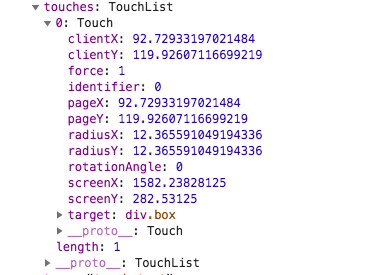 touches: TouchList
0: Touch
clientX: 92.72933197021484
clientY: 119.92607116699219
force: 1
identifier: 0
pageX: 92.72933197021484
pageY: 119.92607116699219
radiusX: 12.365591049194336
radiusY: 12.365591049194336
rotationAngle: 0
screenX: 1582.23828125
screenY: 282.53125
target: div.box
__proto__: Touch
length: 1
__proto__: TouchList